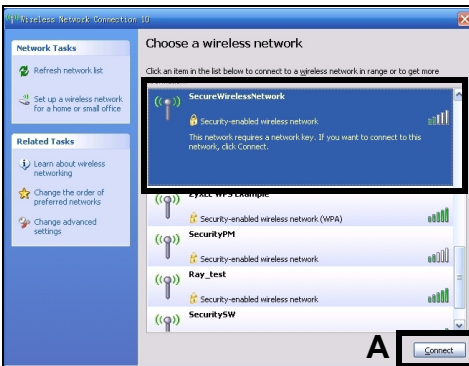 Wireless Network Connection 10
Network Tasks
Refresh network list
Set up a wireless network
for a home or small office
Related Tasks
Learn about wireless
networking
Change the order of
preferred networks
Change advanced
settings
Choose a wireless network
Click an item in the list below to connect to a wireless network in range or to get more
SecureWirelessNetwork
Security-enabled wireless network
This network requires a network key. If you want to connect to this
network, click Connect.
ZyXEL WPS Example
Security-enabled wireless network (WPA)
SecurityPM
Security-enabled wireless network
Ray_test
Security-enabled wireless network
SecuritySW
A
Connect